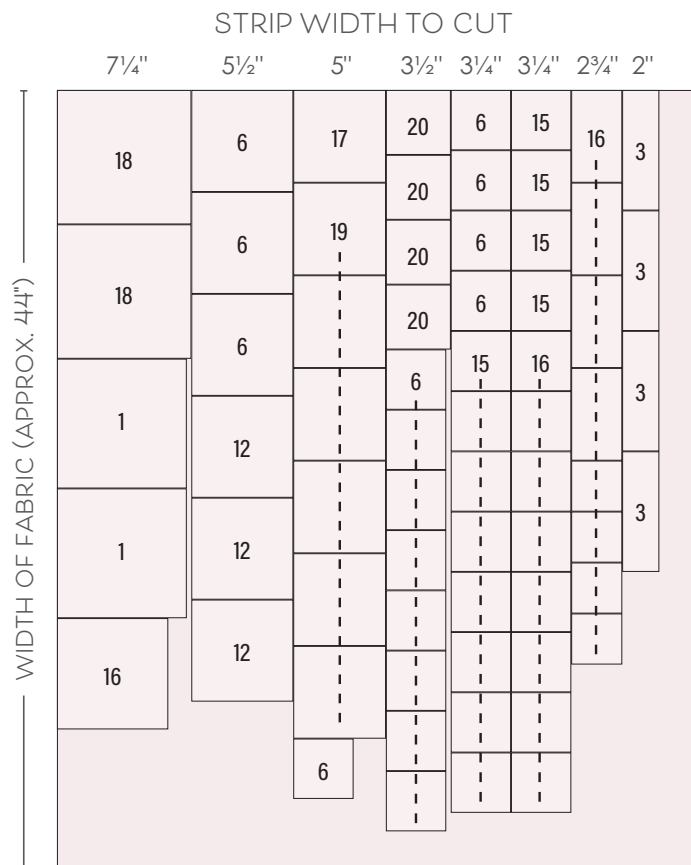 STRIP WIDTH TO CUT
7¼" 5½" 5" 3½" 3¼" 3¼" 2¾" 2"
WIDTH OF FABRIC (APPROX. 44")
18 6 17 20 6 15 16 3
20 6 15
18 6 19 20 6 15 3
20 6 15
1 6 6 15 16 3
12
1 12 3
16 12
6